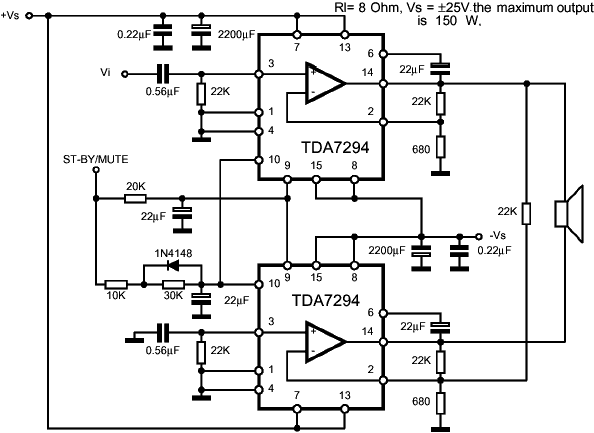 Rl= 8 Ohm, Vs = ±25V the maximum output
is 150 W.
+Vs
0.22µF
2200µF
7
13
6
22µF
Vi
3
+
14
0.56µF
22K
-
22K
1
2
4
TDA7294
680
ST-BY/MUTE
10
9
15
8
20K
22µF
22K
-Vs
1N4148
2200µF
0.22µF
9
15
8
10
TDA7294
10K
30K
22µF
6
3
22µF
+
14
0.56µF
22K
-
22K
1
2
4
680
7
13